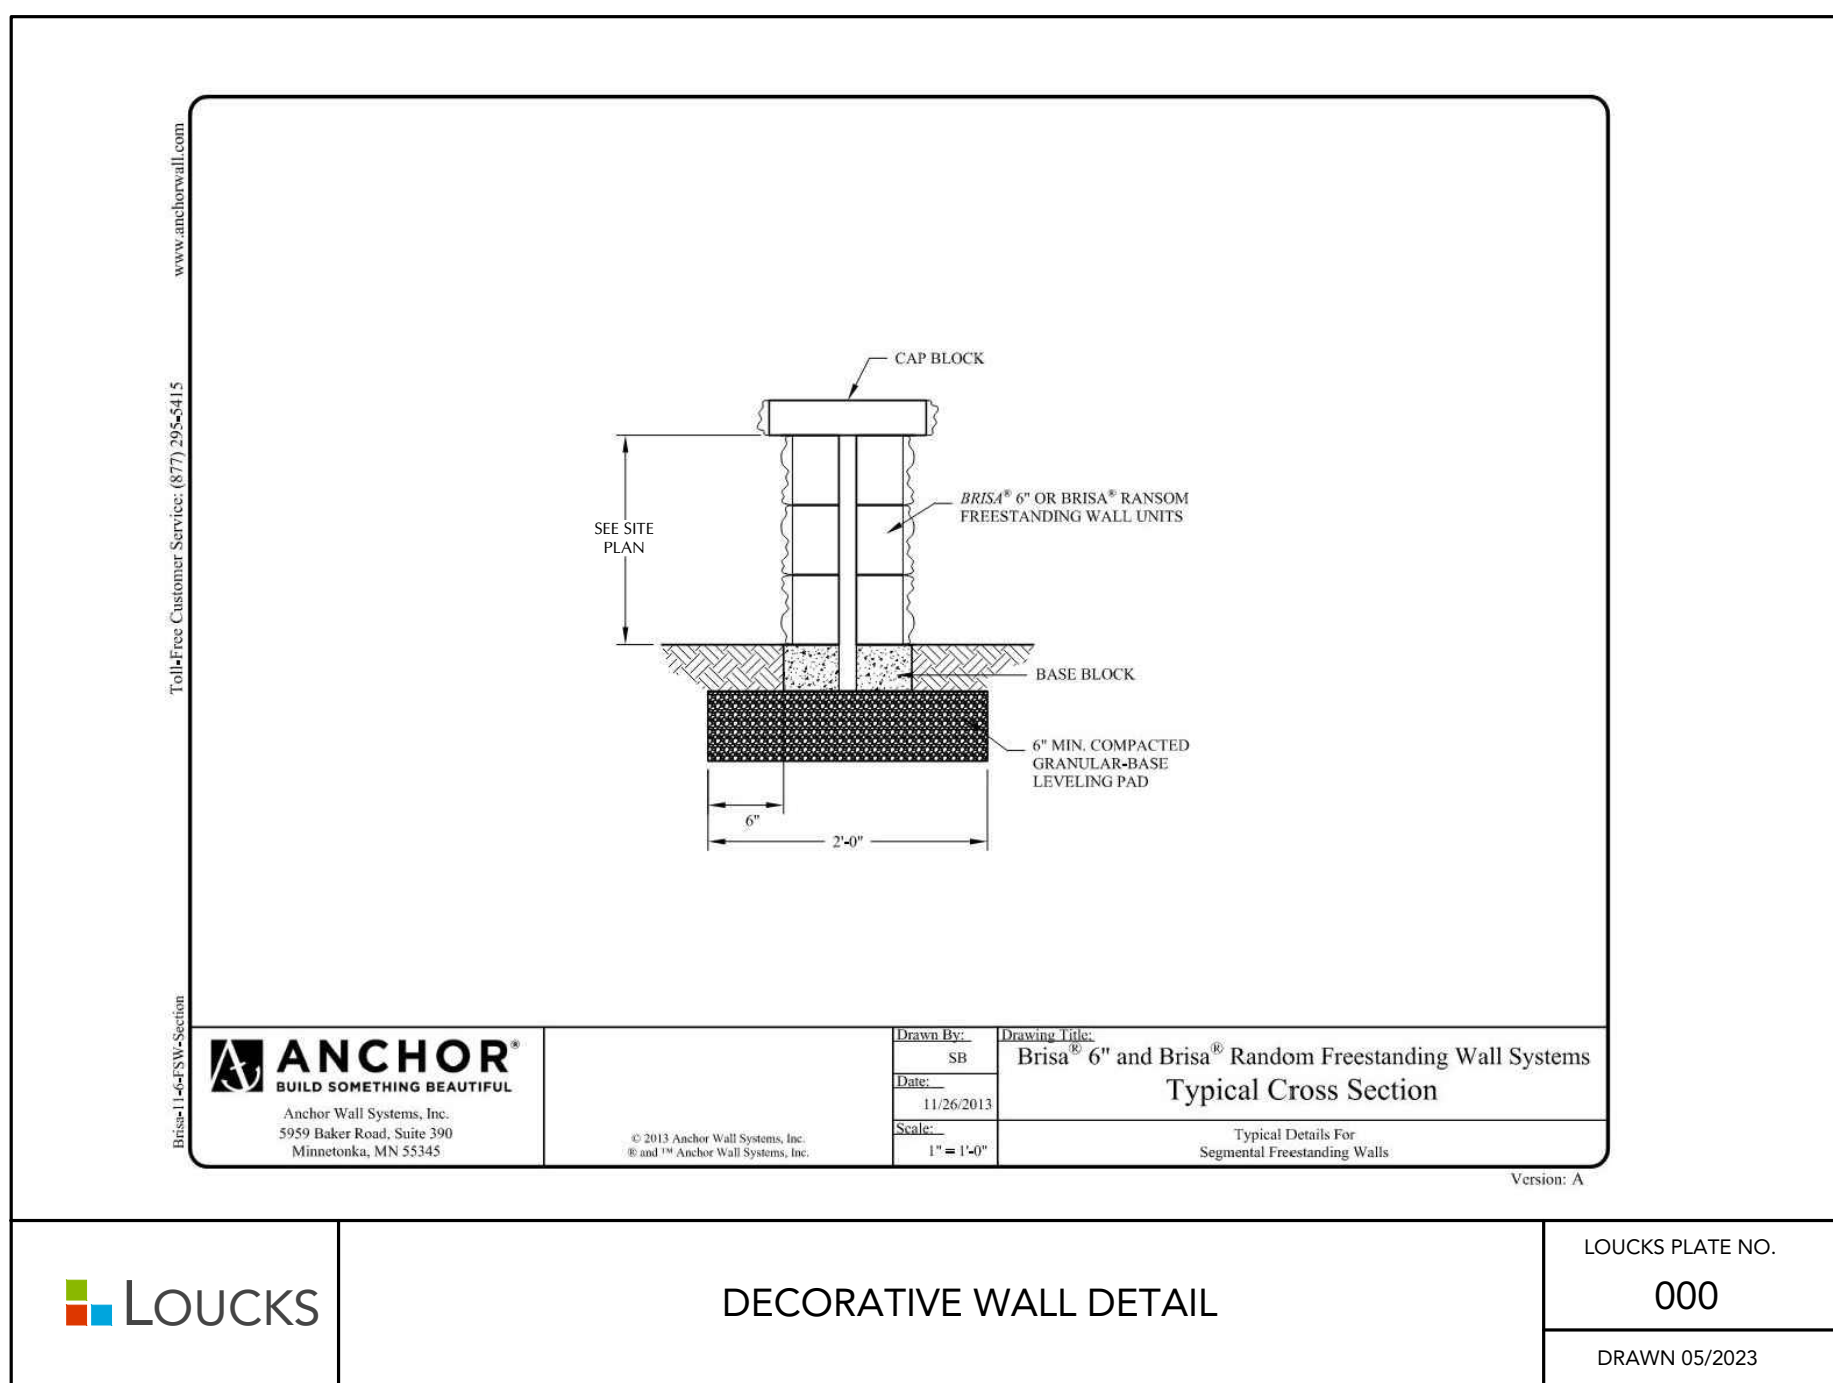 www.anchorwall.com
Toll-Free Customer Service: (877) 295-5415
Brisa-11-6-FSW-Section
CAP BLOCK
BRISA® 6" OR BRISA® RANSOM
FREESTANDING WALL UNITS
SEE SITE
PLAN
BASE BLOCK
6" MIN. COMPACTED
GRANULAR-BASE
LEVELING PAD
6"
2'-0"
ANCHOR®
BUILD SOMETHING BEAUTIFUL
Anchor Wall Systems, Inc.
5959 Baker Road, Suite 390
Minnetonka, MN 55345
© 2013 Anchor Wall Systems, Inc.
® and ™ Anchor Wall Systems, Inc.
Drawn By:
SB
Date:
11/26/2013
Scale:
1" = 1'-0"
Drawing Title:
Brisa® 6" and Brisa® Random Freestanding Wall Systems
Typical Cross Section
Typical Details For
Segmental Freestanding Walls
Version: A
LOUCKS
DECORATIVE WALL DETAIL
LOUCKS PLATE NO.
000
DRAWN 05/2023